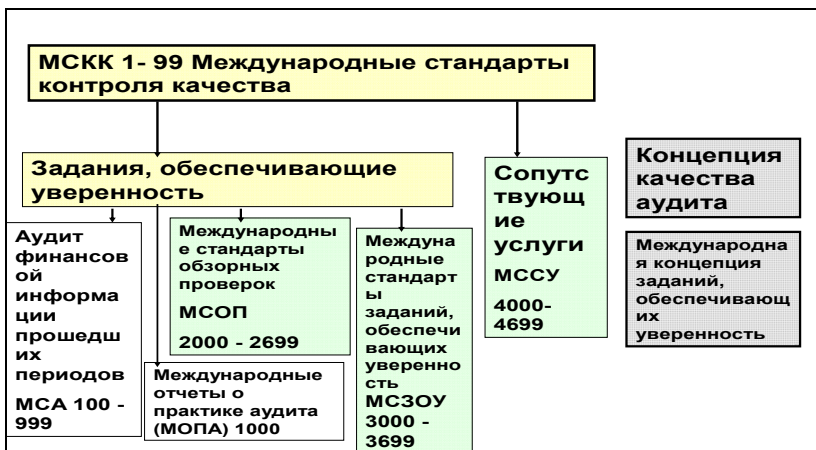 МСКК 1- 99 Международные стандарты
контроля качества
Задания, обеспечивающие
уверенность
Аудит
финансов
ой
информа
ции
прошедш
их
периодов
МСА 100 -
999
Международны
е стандарты
обзорных
проверок
МСОП
2000 - 2699
Международные
отчеты о
практике аудита
(МОПА) 1000
Междуна
родные
стандарт
ы
заданий,
обеспечи
вающих
уверенно
сть
МСЗОУ
3000 -
3699
Сопутс
твующ
ие
услуги
МССУ
4000-
4699
Концепция
качества
аудита
Международна
я концепция
заданий,
обеспечивающ
их
уверенность